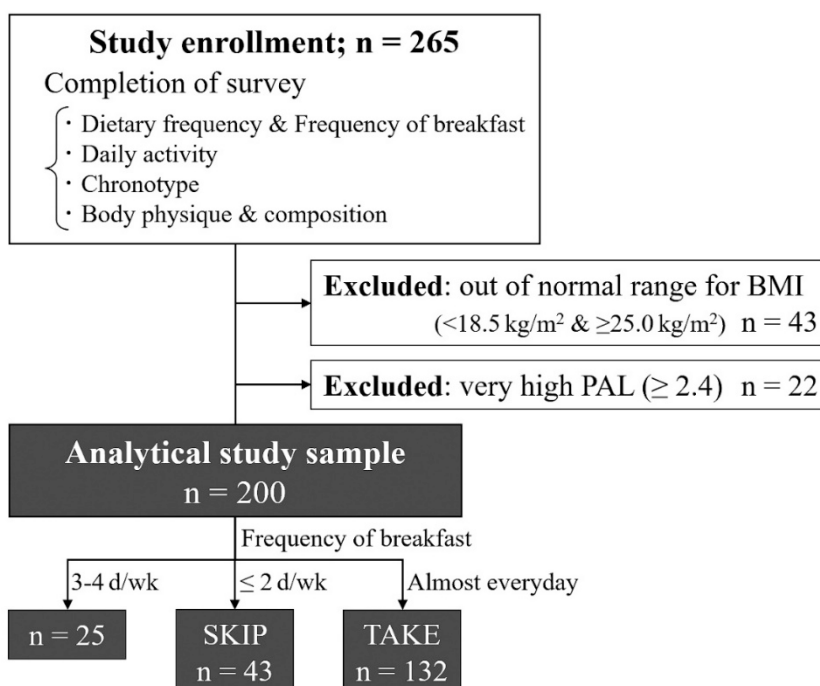 Study enrollment; n = 265
Completion of survey
・Dietary frequency & Frequency of breakfast
・Daily activity
・Chronotype
・Body physique & composition
Excluded: out of normal range for BMI
(<18.5 kg/m² & ≥25.0 kg/m²) n = 43
Excluded: very high PAL (≥ 2.4) n = 22
Analytical study sample
n = 200
Frequency of breakfast
3-4 d/wk
≤ 2 d/wk
Almost everyday
n = 25
SKIP
n = 43
TAKE
n = 132